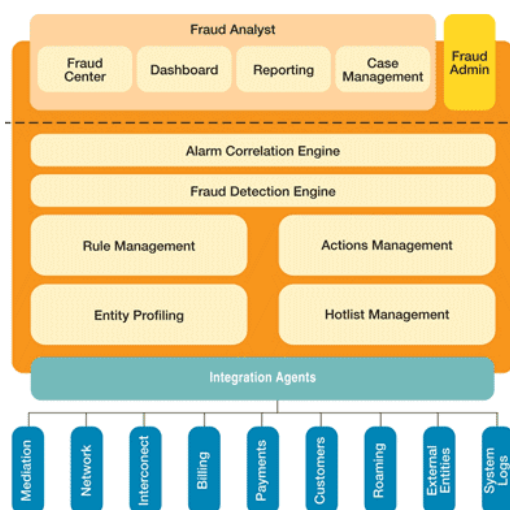 Fraud Analyst
Fraud
Center
Dashboard
Reporting
Case
Management
Fraud
Admin
Alarm Correlation Engine
Fraud Detection Engine
Rule Management
Actions Management
Entity Profiling
Hotlist Management
Integration Agents
Mediation
Network
Interconnect
Billing
Payments
Customers
Roaming
External
Entities
System
Logs